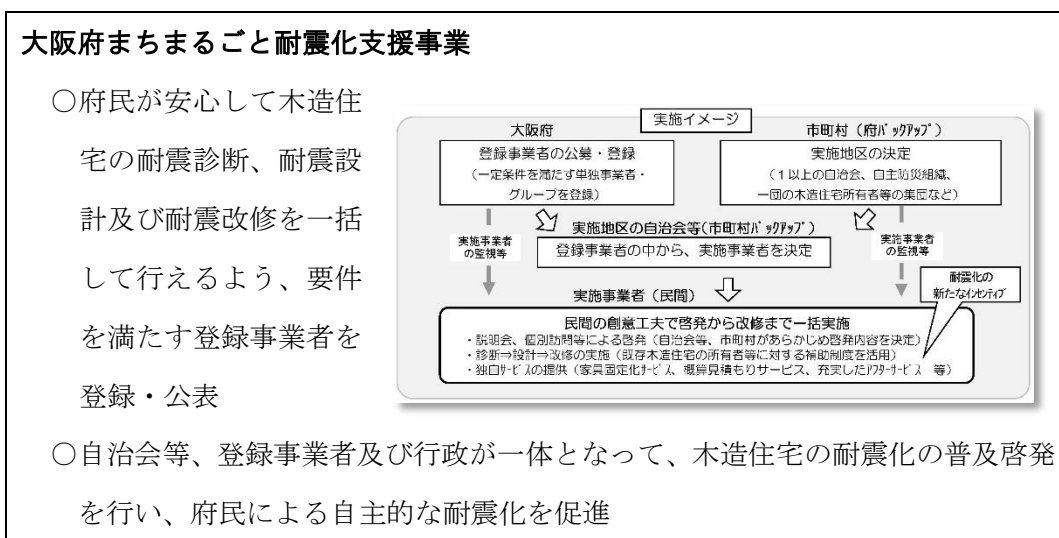 大阪府まちまるごと耐震化支援事業
○府民が安心して木造住
宅の耐震診断、耐震設
計及び耐震改修を一括
して行えるよう、要件
を満たす登録事業者を
登録・公表
実施イメージ
大阪府
登録事業者の公募・登録
（一定条件を満たす単独事業者・
グループを登録）
市町村（府ﾊﾞｯｸｱｯﾌﾟ）
実施地区の決定
（１以上の自治会、自主防災組織、
一団の木造住宅所有者等の集団など）
実施事業者
の監視等
実施地区の自治会等(市町村ﾊﾞｯｸｱｯﾌﾟ）
登録事業者の中から、実施事業者を決定
実施事業者
の監視等
耐震化の
新たなｲﾝｾﾝﾃｨﾌﾞ
実施事業者（民間）
民間の創意工夫で啓発から改修まで一括実施
・説明会、個別訪問等による啓発（自治会等、市町村があらかじめ啓発内容を決定）
・診断⇒設計⇒改修の実施（既存木造住宅の所有者等に対する補助制度を活用）
・独自ｻｰﾋﾞｽの提供（家具固定化ｻｰﾋﾞｽ、概算見積もりサービス、充実したｱﾌﾀｰｻｰﾋﾞｽ 等）
○自治会等、登録事業者及び行政が一体となって、木造住宅の耐震化の普及啓発
を行い、府民による自主的な耐震化を促進